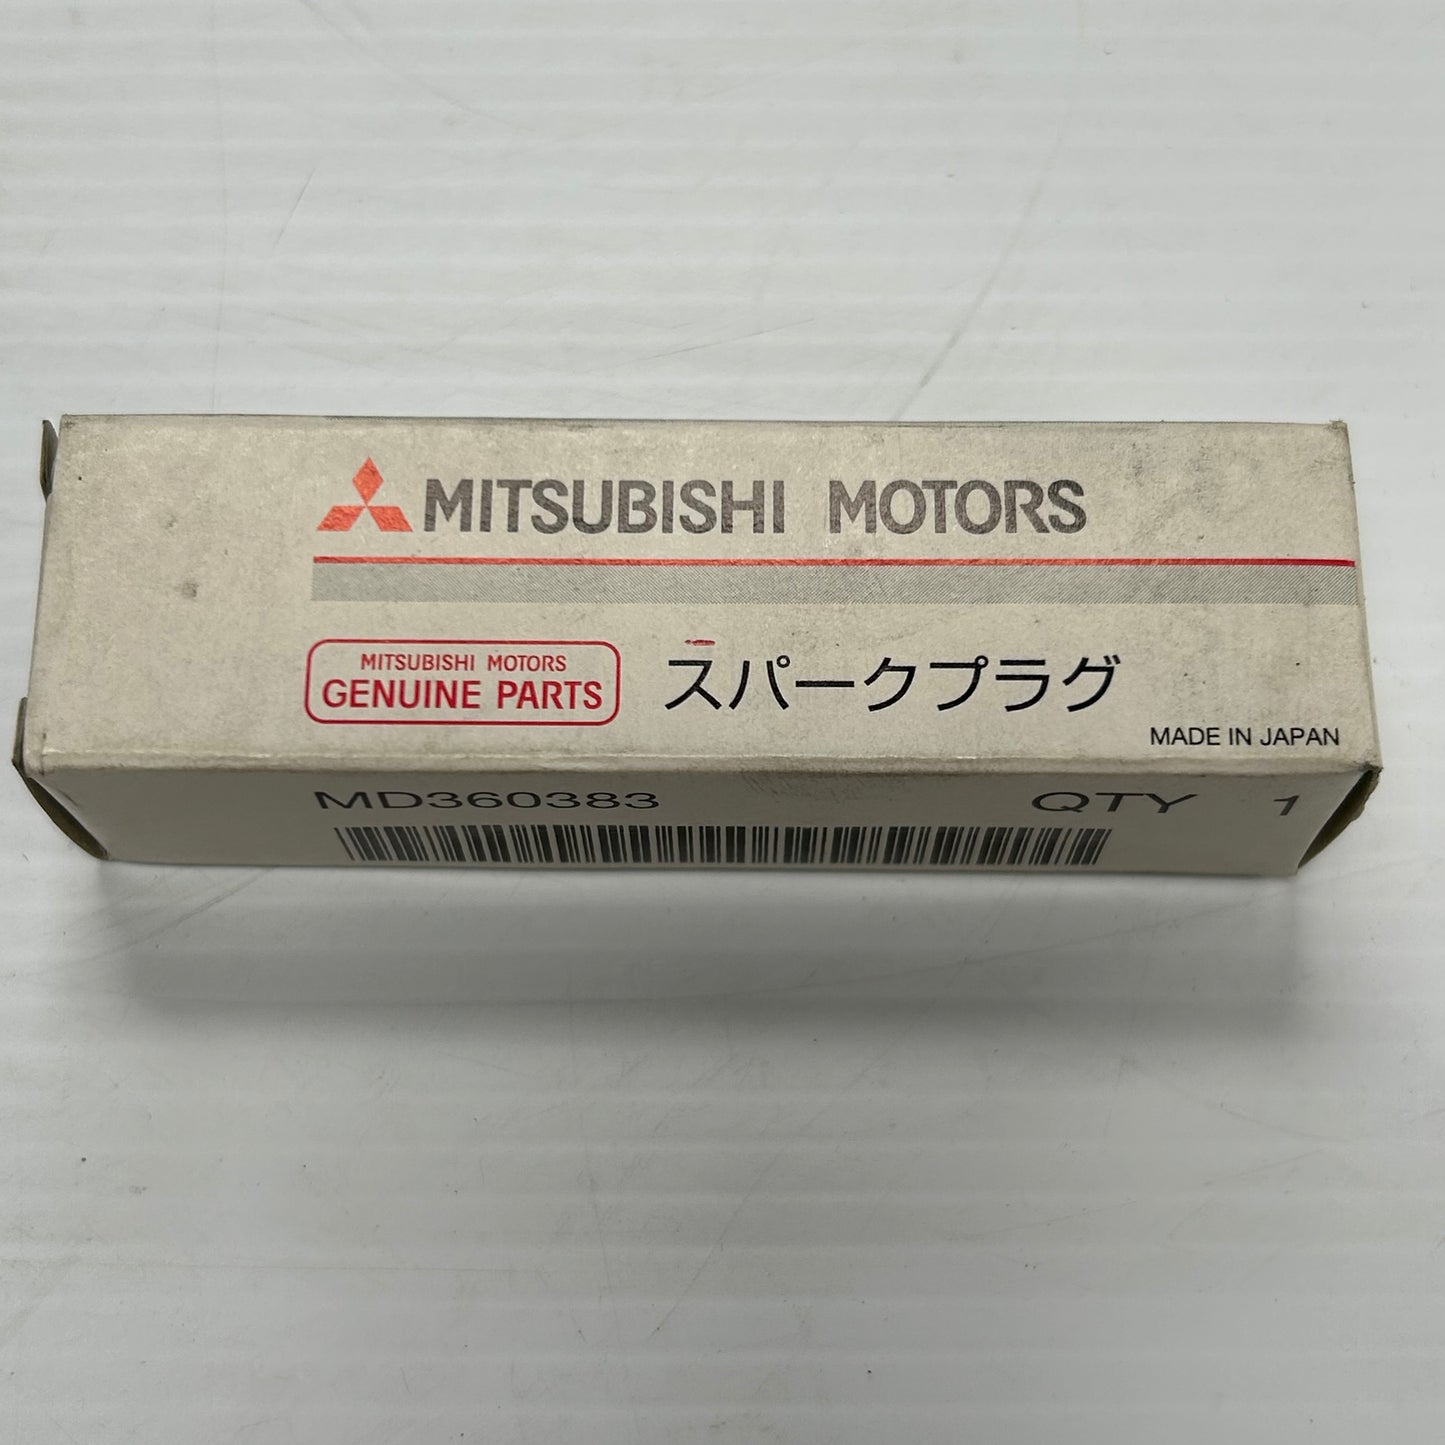 MITSUBISHI MOTORS
MITSUBISHI MOTORS
GENUINE PARTS
スパークプラグ
MADE IN JAPAN
MD360383 QTY 1